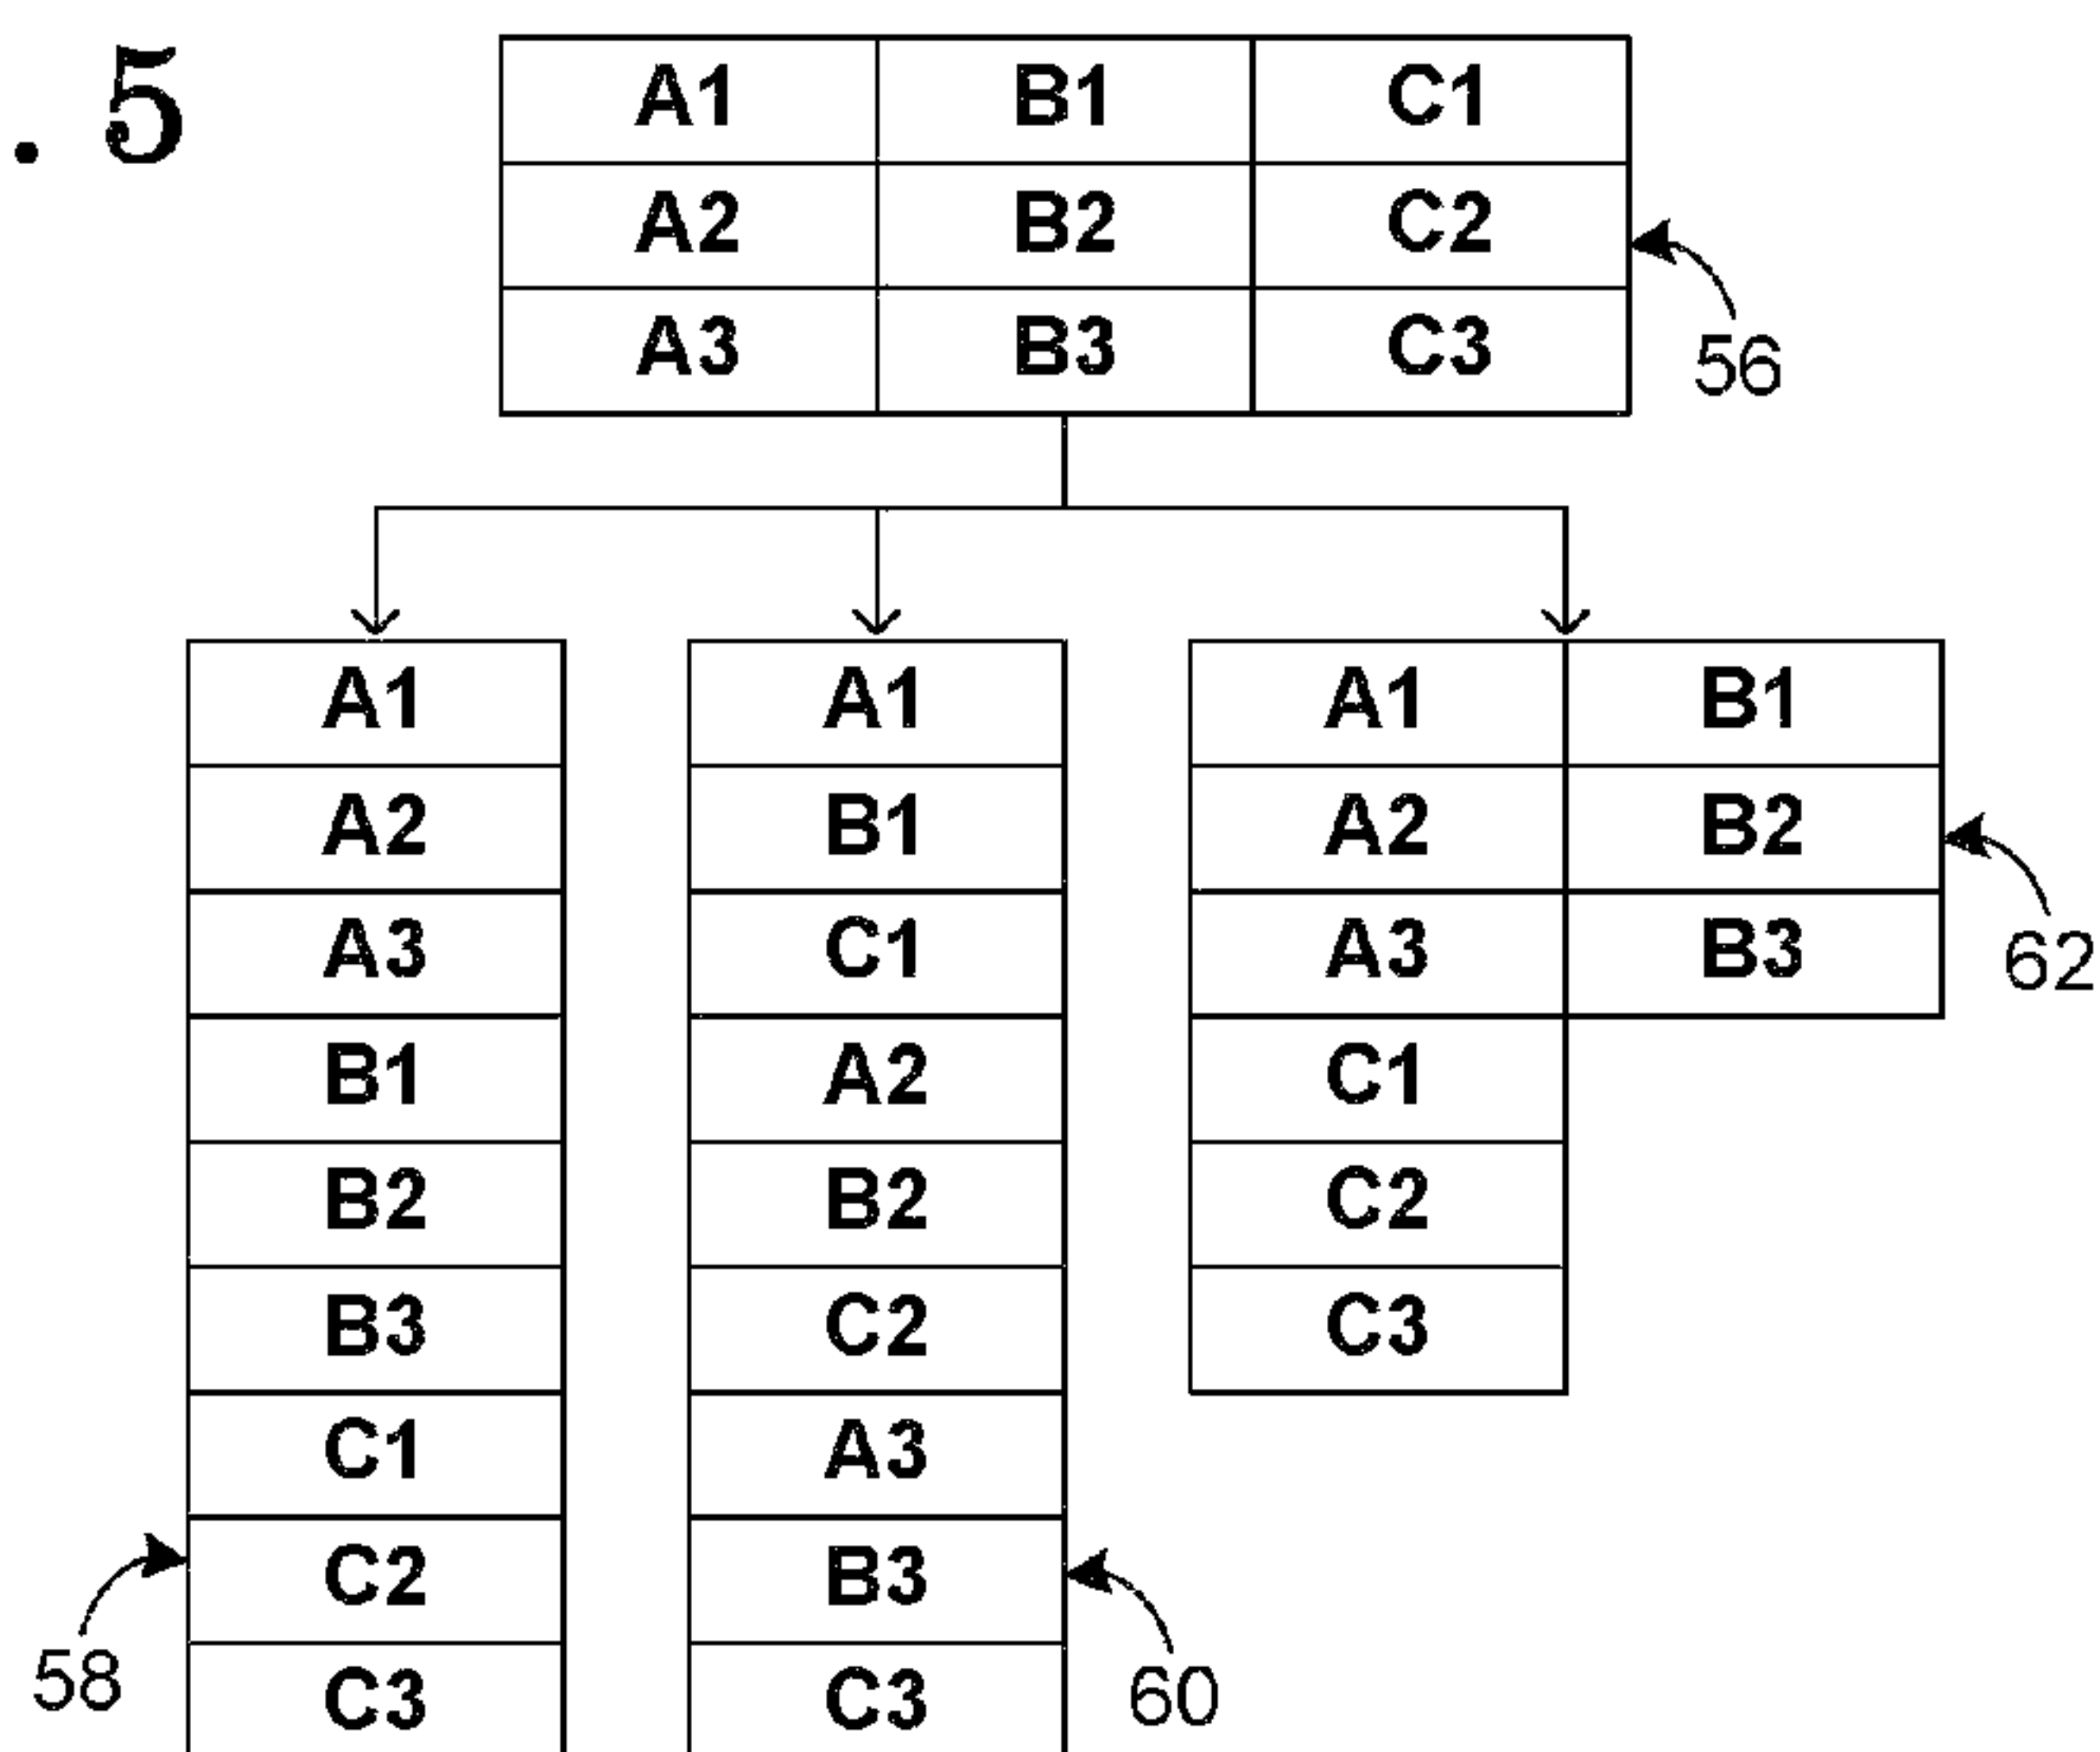 . 5
A1 B1 C1
A2 B2 C2
A3 B3 C3
56
A1 A1 A1 B1
A2 B1 A2 B2
A3 C1 A3 B3
62
B1 A2 C1
B2 B2 C2
B3 C2 C3
C1 A3
C2 B3
58 C3 C3 60